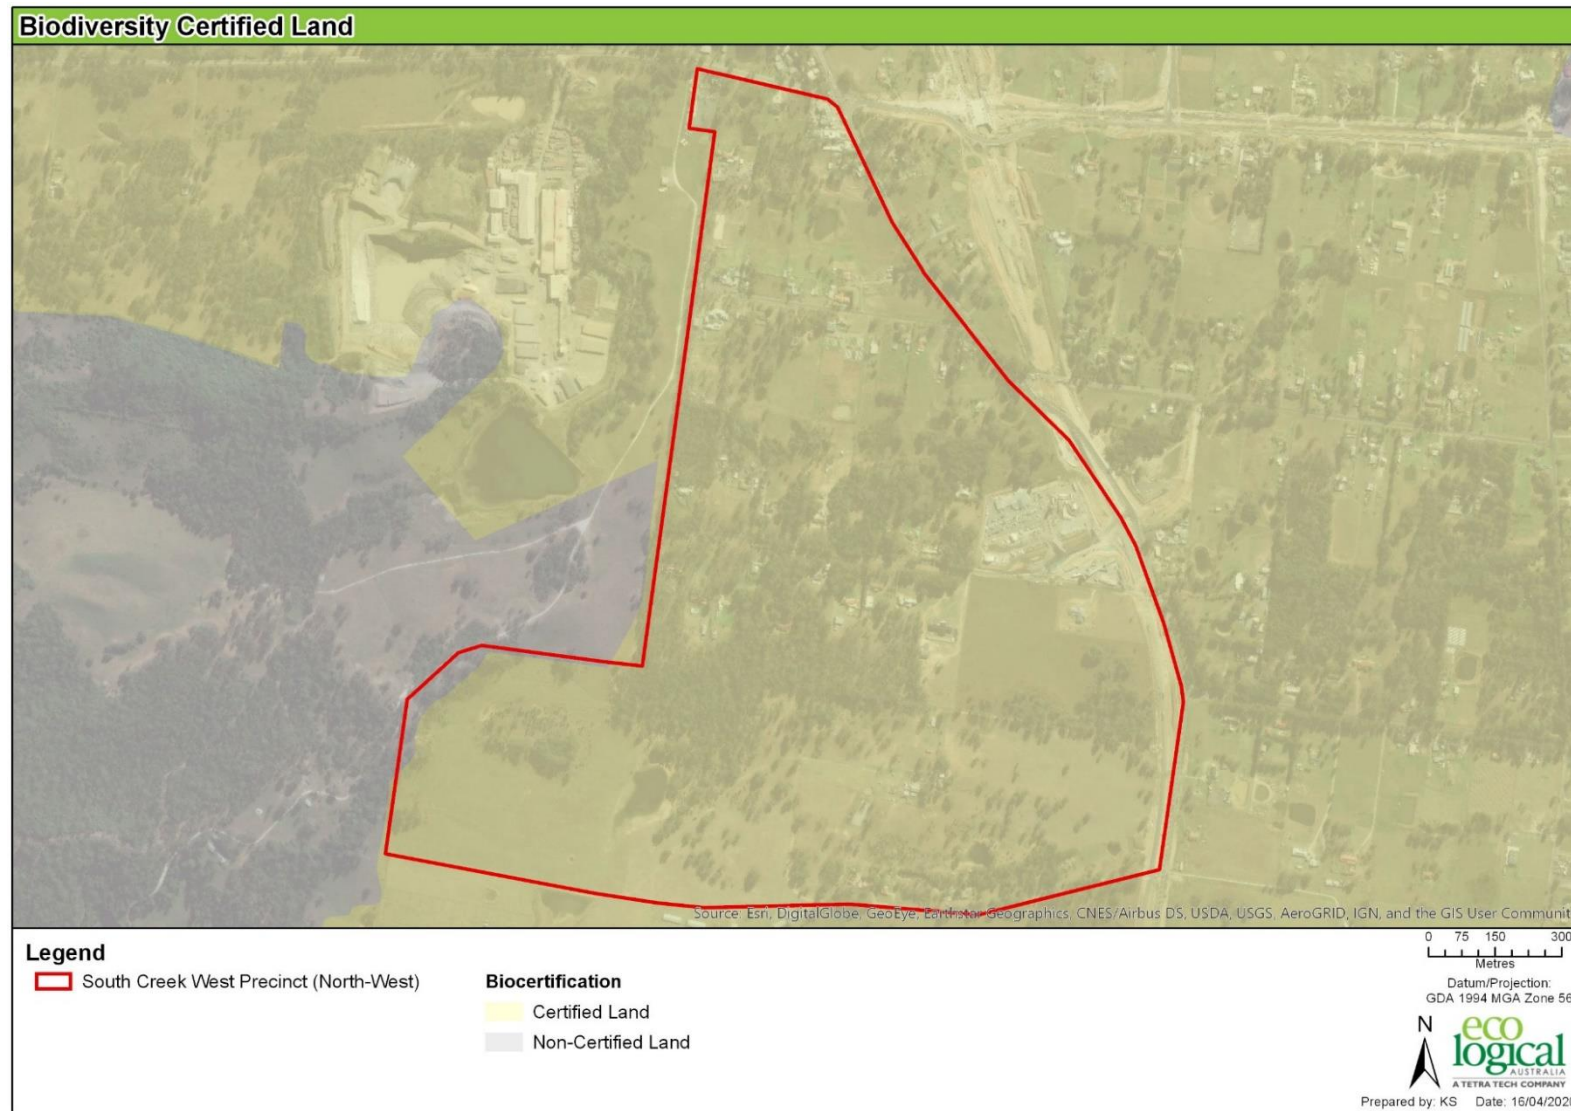 Biodiversity Certified Land
Source: Esri, DigitalGlobe, GeoEye, Earthstar Geographics, CNES/Airbus DS, USDA, USGS, AeroGRID, IGN, and the GIS User Communit
Legend
South Creek West Precinct (North-West)
Biocertification
Certified Land
Non-Certified Land
0 75 150 300
Metres
Datum/Projection:
GDA 1994 MGA Zone 56
N
eco
logical
AUSTRALIA
A TETRA TECH COMPANY
Prepared by: KS Date: 16/04/2020